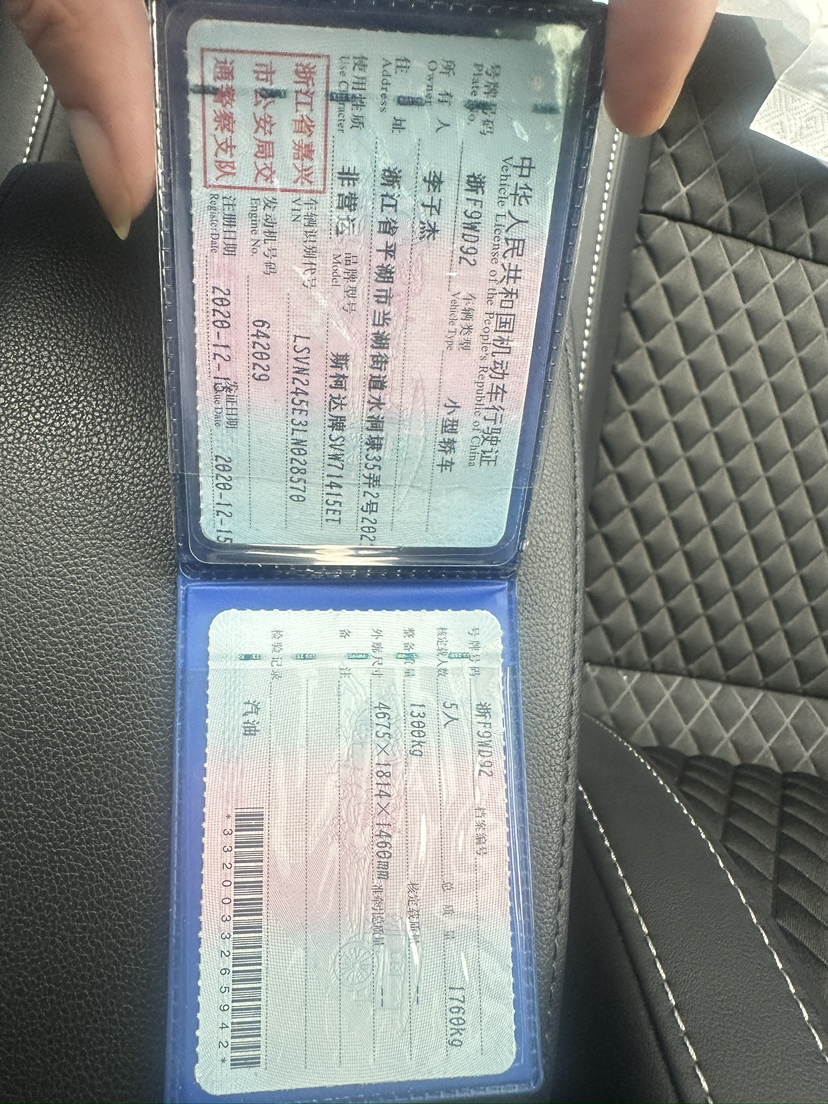 中华人民共和国机动车行驶证
Vehicle License of the People's Republic of China
号牌号码 浙F9WD92 车辆类型 小型轿车
Plate No. Vehicle Type
所有人 李子杰
Owner
住址 浙江省平湖市当湖街道水洞埭35弄2号202
Address
使用性质 非营运 品牌型号 斯柯达牌SVW71415ET
Use Character Model
浙江省嘉兴
市公安局交
通警察支队
车辆识别代号 LSVN245E3LN028570
VIN
发动机号码 642029
Engine No.
注册日期 2020-12-15 发证日期 2020-12-15
Register Date Issue Date
号牌号码 浙F9WD92 档案编号
核定载人数 5人 总质量 1760kg
整备质量 1300kg 核定载质量 --
外廓尺寸 4675×1814×1460mm 准牵引总质量 --
备注
检验记录
汽油
*3320033265942*